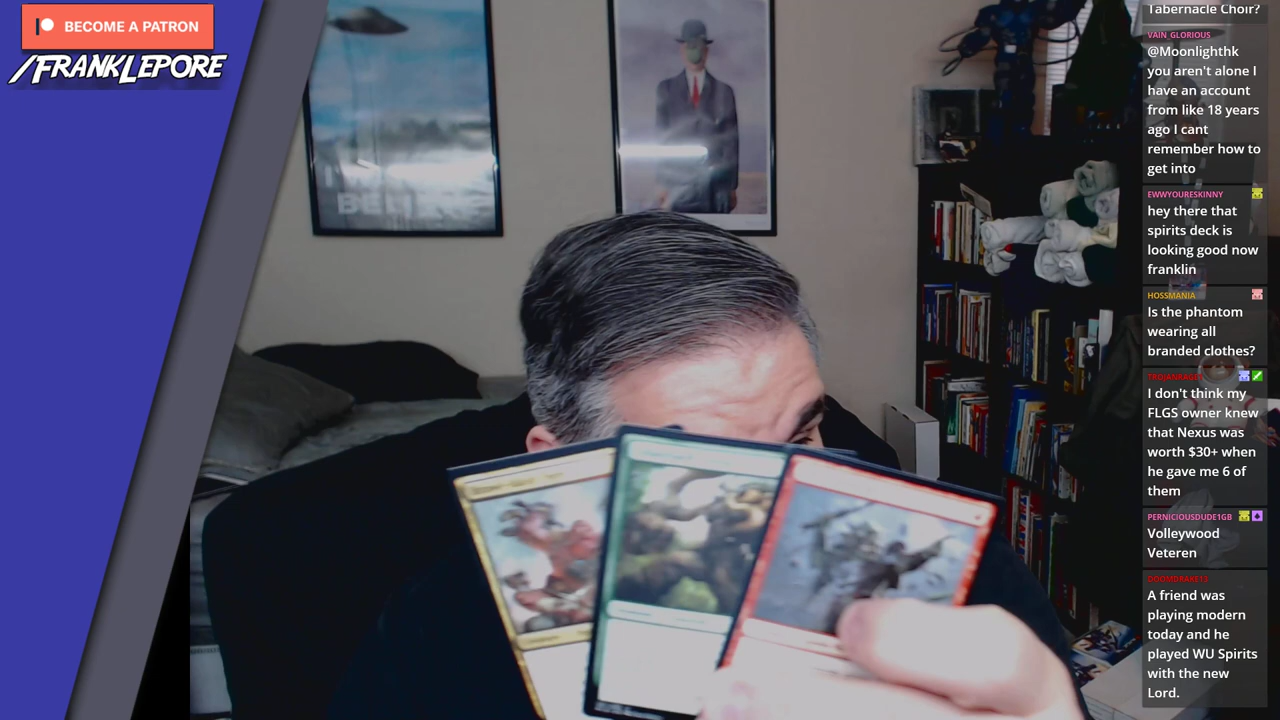 BECOME A PATRON
/FRANKLEPORE
BELIEVE
Tabernacle Choir?
VAIN_GLORIOUS
@Moonlighthk
you aren't alone I
have an account
from like 18 years
ago I cant
remember how to
get into
EWWYOURESKINNY
hey there that
spirits deck is
looking good now
franklin
HOSSMANIA
Is the phantom
wearing all
branded clothes?
I don't think my
FLGS owner knew
that Nexus was
worth $30+ when
he gave me 6 of
them
PERNICIOUSDUDE1GB
Volleywood
Veteren
DOOMDRAKE13
A friend was
playing modern
today and he
played WU Spirits
with the new
Lord.